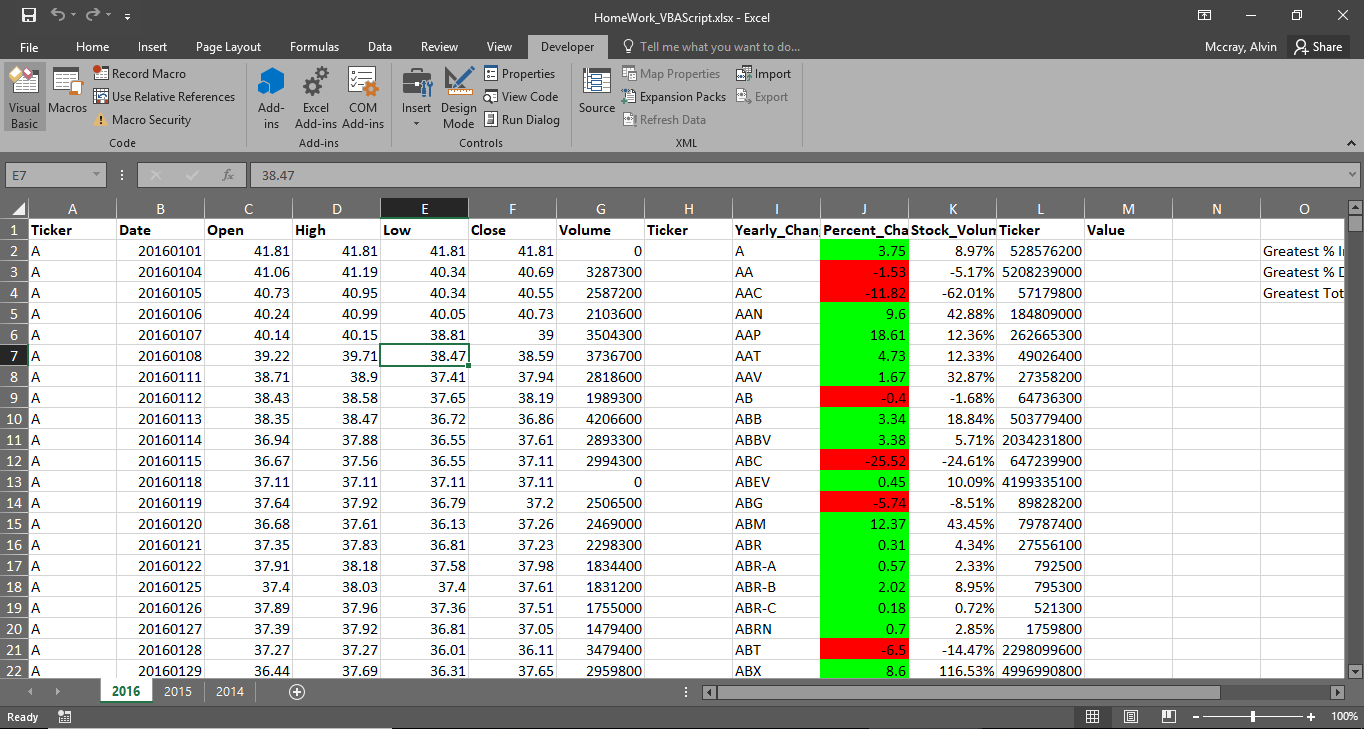 HomeWork_VBAScript.xlsx - Excel
File Home Insert Page Layout Formulas Data Review View Developer Tell me what you want to do... Mccray, Alvin Share
Visual Basic
Macros
Record Macro
Use Relative References
Macro Security
Code
Add-ins
Excel Add-ins
COM Add-ins
Add-ins
Insert
Design Mode
Properties
View Code
Run Dialog
Controls
Source
Map Properties
Expansion Packs
Refresh Data
Import
Export
XML
E7 fx 38.47
A B C D E F G H I J K L M N O
1 Ticker Date Open High Low Close Volume Ticker Yearly_Chan Percent_Cha Stock_Volum Ticker Value
2 A 20160101 41.81 41.81 41.81 41.81 0 A 3.75 8.97% 528576200 Greatest % I
3 A 20160104 41.06 41.19 40.34 40.69 3287300 AA -1.53 -5.17% 5208239000 Greatest % D
4 A 20160105 40.73 40.95 40.34 40.55 2587200 AAC -11.82 -62.01% 57179800 Greatest Tot
5 A 20160106 40.24 40.99 40.05 40.73 2103600 AAN 9.6 42.88% 184809000
6 A 20160107 40.14 40.15 38.81 39 3504300 AAP 18.61 12.36% 262665300
7 A 20160108 39.22 39.71 38.47 38.59 3736700 AAT 4.73 12.33% 49026400
8 A 20160111 38.71 38.9 37.41 37.94 2818600 AAV 1.67 32.87% 27358200
9 A 20160112 38.43 38.58 37.65 38.19 1989300 AB -0.4 -1.68% 64736300
10 A 20160113 38.35 38.47 36.72 36.86 4206600 ABB 3.34 18.84% 503779400
11 A 20160114 36.94 37.88 36.55 37.61 2893300 ABBV 3.38 5.71% 2034231800
12 A 20160115 36.67 37.56 36.55 37.11 2994300 ABC -25.52 -24.61% 647239900
13 A 20160118 37.11 37.11 37.11 37.11 0 ABEV 0.45 10.09% 4199335100
14 A 20160119 37.64 37.92 36.79 37.2 2506500 ABG -5.74 -8.51% 89828200
15 A 20160120 36.68 37.61 36.13 37.26 2469000 ABM 12.37 43.45% 79787400
16 A 20160121 37.35 37.83 36.81 37.23 2298300 ABR 0.31 4.34% 27556100
17 A 20160122 37.91 38.18 37.58 37.98 1834400 ABR-A 0.57 2.33% 792500
18 A 20160125 37.4 38.03 37.4 37.61 1831200 ABR-B 2.02 8.95% 795300
19 A 20160126 37.89 37.96 37.36 37.51 1755000 ABR-C 0.18 0.72% 521300
20 A 20160127 37.39 37.92 36.81 37.05 1479400 ABRN 0.7 2.85% 1759800
21 A 20160128 37.27 37.27 36.01 36.11 3479400 ABT -6.5 -14.47% 2298099600
22 A 20160129 36.44 37.69 36.31 37.65 2959800 ABX 8.6 116.53% 4996990800
2016 2015 2014
Ready 100%